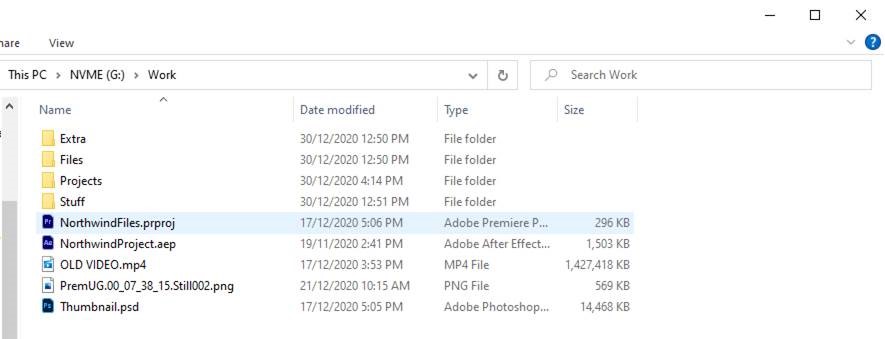 hare View
This PC > NVME (G:) > Work Search Work
Name Date modified Type Size
Extra 30/12/2020 12:50 PM File folder
Files 30/12/2020 12:50 PM File folder
Projects 30/12/2020 4:14 PM File folder
Stuff 30/12/2020 12:51 PM File folder
Pr NorthwindFiles.prproj 17/12/2020 5:06 PM Adobe Premiere P... 296 KB
Ae NorthwindProject.aep 19/11/2020 2:41 PM Adobe After Effect... 1,503 KB
OLD VIDEO.mp4 17/12/2020 3:53 PM MP4 File 1,427,418 KB
PremUG.00_07_38_15.Still002.png 21/12/2020 10:15 AM PNG File 569 KB
Ps Thumbnail.psd 17/12/2020 5:05 PM Adobe Photoshop... 14,468 KB